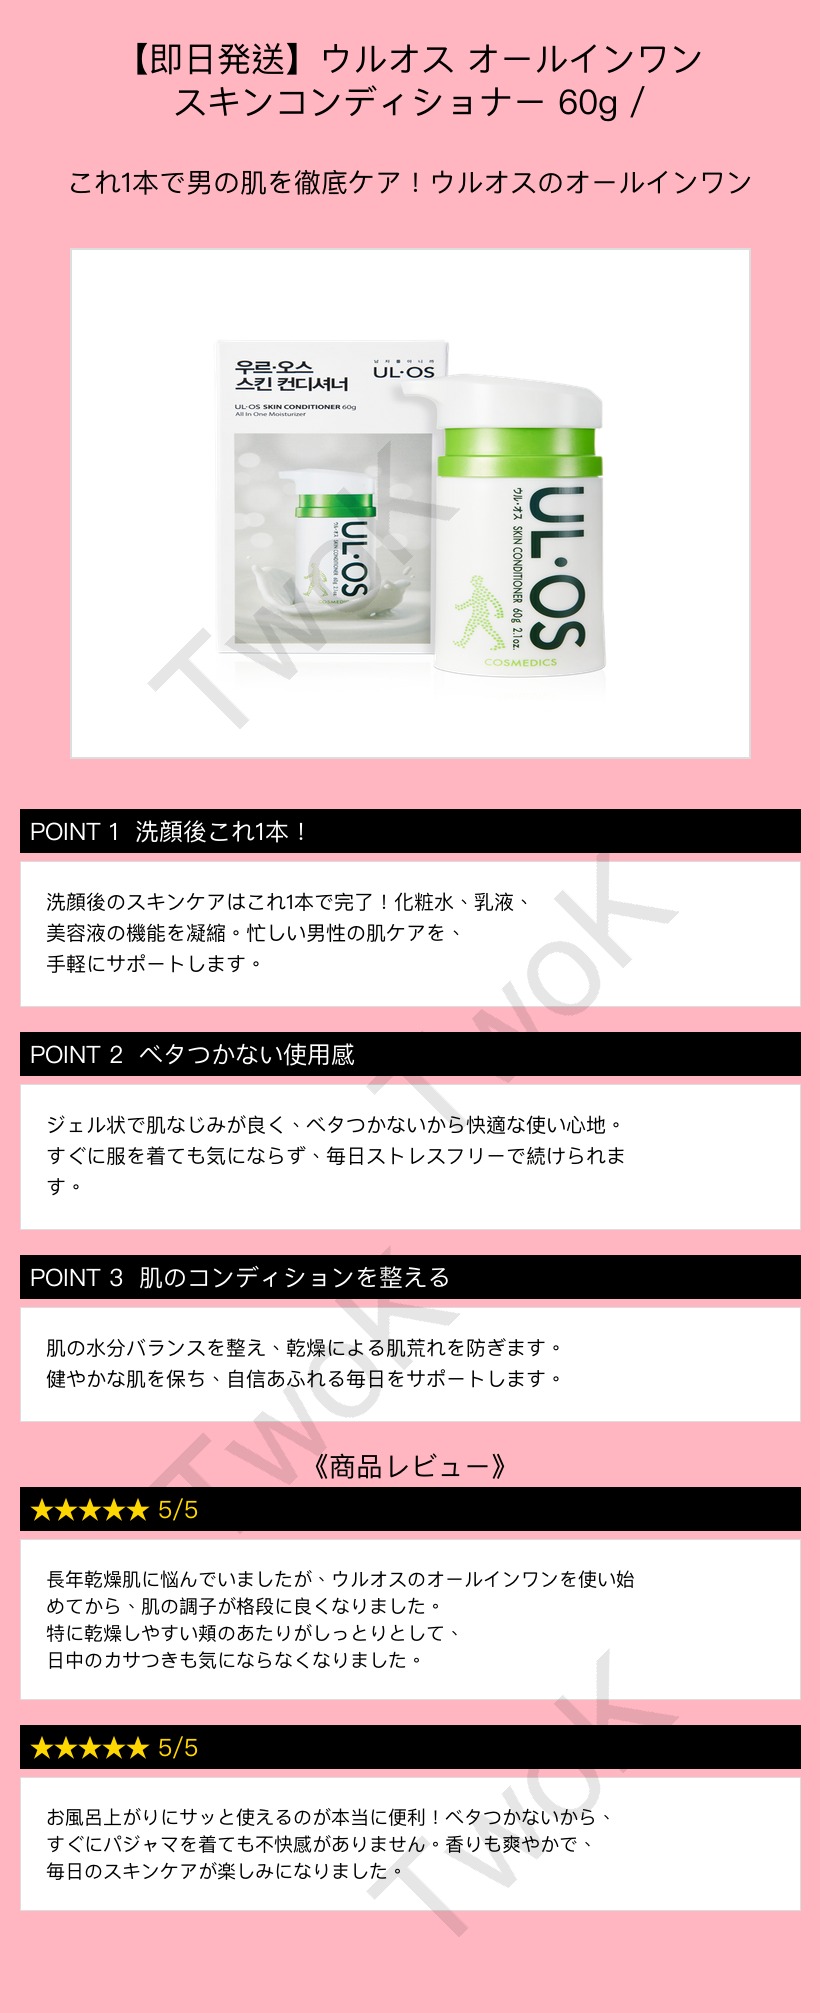 【即日発送】ウルオス オールインワン
スキンコンディショナー 60g /
これ1本で男の肌を徹底ケア！ウルオスのオールインワン
우르·오스
스킨 컨디셔너
UL·OS
UL·OS SKIN CONDITIONER 60g
All In One Moisturizer
UL·OS
ウル・オス SKIN CONDITIONER 60g 2.1oz.
UL·OS
COSMEDICS
TwoK
POINT 1 洗顔後これ1本！
洗顔後のスキンケアはこれ1本で完了！化粧水、乳液、
美容液の機能を凝縮。忙しい男性の肌ケアを、
手軽にサポートします。
TwoK
POINT 2 ベタつかない使用感
ジェル状で肌なじみが良く、ベタつかないから快適な使い心地。
すぐに服を着ても気にならず、毎日ストレスフリーで続けられま
す。
POINT 3 肌のコンディションを整える
肌の水分バランスを整え、乾燥による肌荒れを防ぎます。
健やかな肌を保ち、自信あふれる毎日をサポートします。
TwoK
《商品レビュー》
★★★★★ 5/5
長年乾燥肌に悩んでいましたが、ウルオスのオールインワンを使い始
めてから、肌の調子が格段に良くなりました。
特に乾燥しやすい頬のあたりがしっとりとして、
日中のカサつきも気にならなくなりました。
★★★★★ 5/5
お風呂上がりにサッと使えるのが本当に便利！ベタつかないから、
すぐにパジャマを着ても不快感がありません。香りも爽やかで、
毎日のスキンケアが楽しみになりました。
TwoK